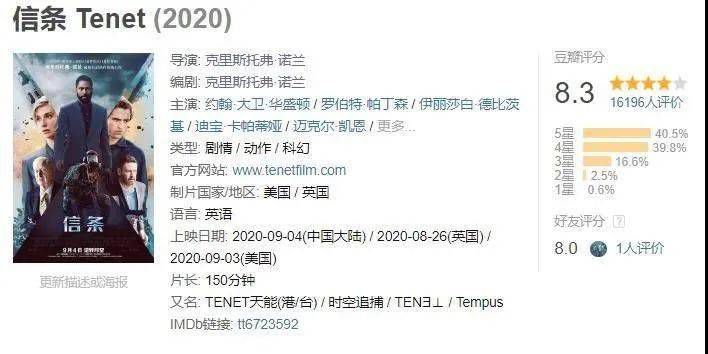 信条 Tenet (2020)
导演: 克里斯托弗·诺兰
编剧: 克里斯托弗·诺兰
主演: 约翰·大卫·华盛顿 / 罗伯特·帕丁森 / 伊丽莎白·德比茨
基 / 迪宝·卡帕蒂娅 / 迈克尔·凯恩 / 更多...
类型: 剧情 / 动作 / 科幻
官方网站: www.tenetfilm.com
制片国家/地区: 美国 / 英国
语言: 英语
上映日期: 2020-09-04(中国大陆) / 2020-08-26(英国) /
2020-09-03(美国)
片长: 150分钟
又名: TENET天能(港/台) / 时空追捕 / TENƎ⊥ / Tempus
IMDb链接: tt6723592
信条
9月4日
更新描述或海报
豆瓣评分
8.3
16196人评价
5星 40.5%
4星 39.8%
3星 16.6%
2星 2.5%
1星 0.6%
好友评分 ?
8.0 1人评价